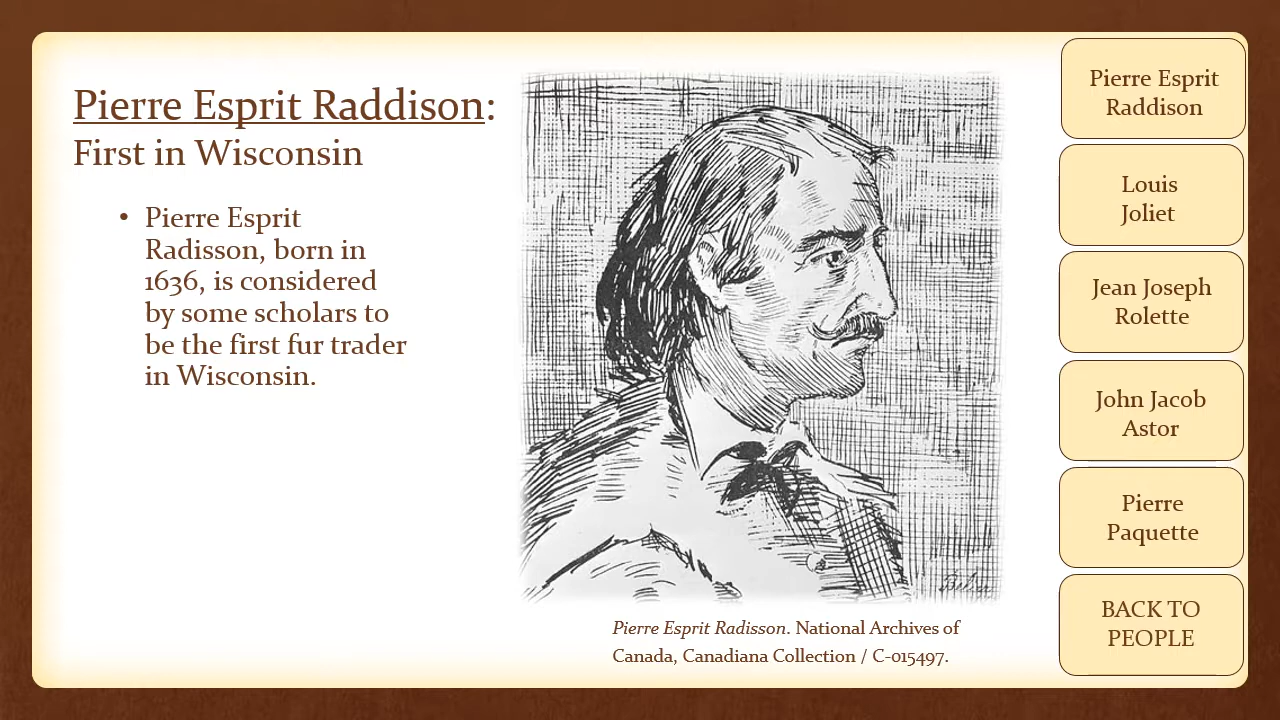 Pierre Esprit Raddison:
First in Wisconsin
• Pierre Esprit
Radisson, born in
1636, is considered
by some scholars to
be the first fur trader
in Wisconsin.
Pierre Esprit Radisson. National Archives of
Canada, Canadiana Collection / C-015497.
Pierre Esprit
Raddison
Louis
Joliet
Jean Joseph
Rolette
John Jacob
Astor
Pierre
Paquette
BACK TO
PEOPLE